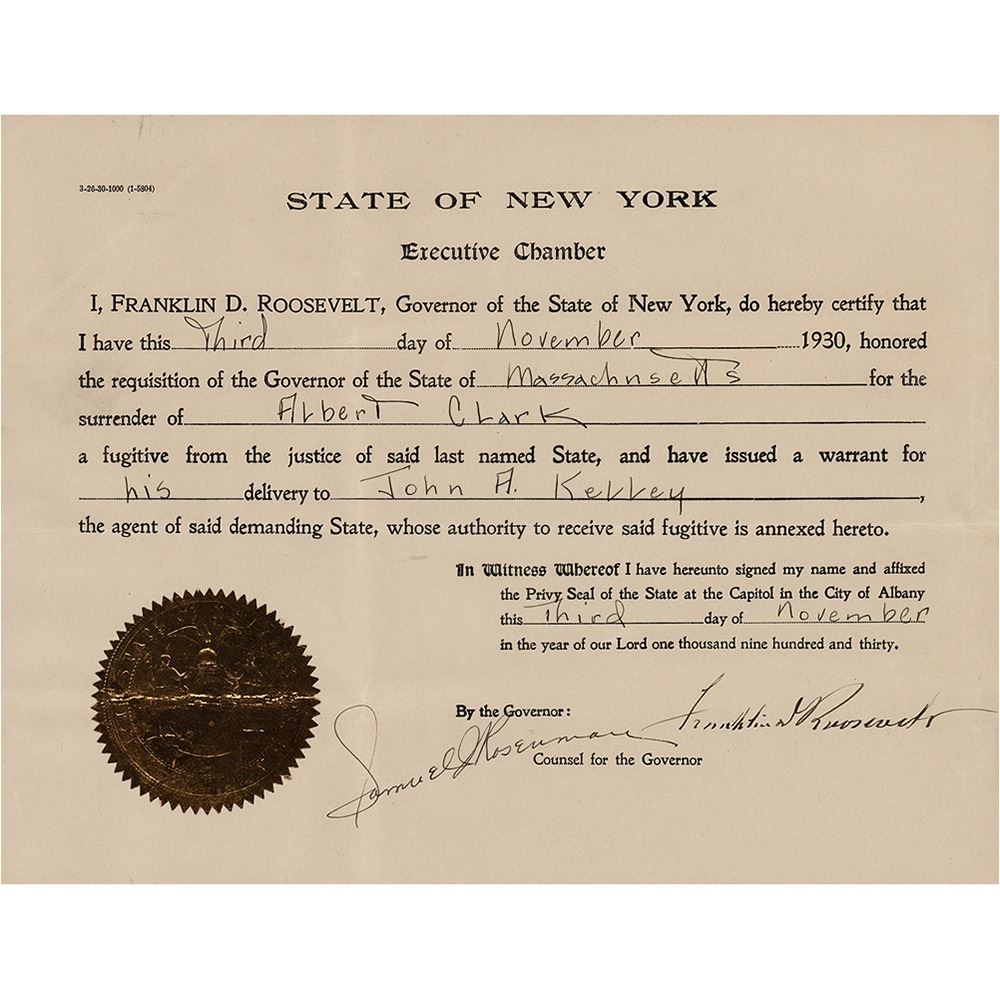 3-26-30-1000 (1-5804)
STATE OF NEW YORK
Executive Chamber
I, FRANKLIN D. ROOSEVELT, Governor of the State of New York, do hereby certify that
I have this Third day of November 1930, honored
the requisition of the Governor of the State of Massachusetts for the
surrender of Albert Clark
a fugitive from the justice of said last named State, and have issued a warrant for
his delivery to John A. Kelley,
the agent of said demanding State, whose authority to receive said fugitive is annexed hereto.
In Witness Whereof I have hereunto signed my name and affixed
the Privy Seal of the State at the Capitol in the City of Albany
this Third day of November
in the year of our Lord one thousand nine hundred and thirty.
Franklin D Roosevelt
By the Governor:
Samuel J Rosenman
Counsel for the Governor